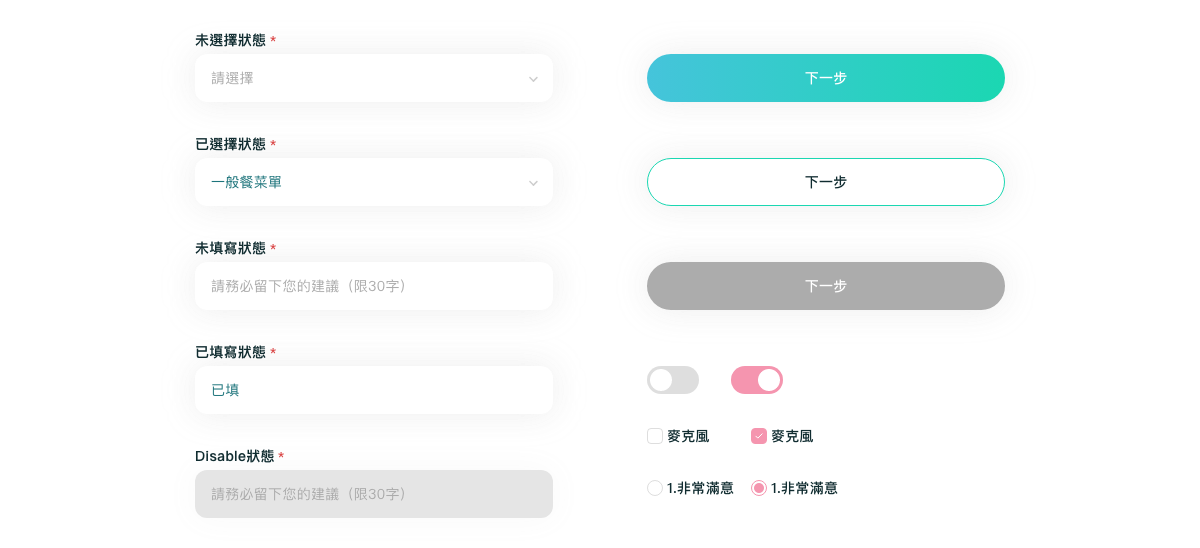 未選擇狀態 *
請選擇
已選擇狀態 *
一般餐菜單
未填寫狀態 *
請務必留下您的建議（限30字）
已填寫狀態 *
已填
Disable狀態 *
請務必留下您的建議（限30字）
下一步
下一步
下一步
麥克風
麥克風
1.非常滿意
1.非常滿意